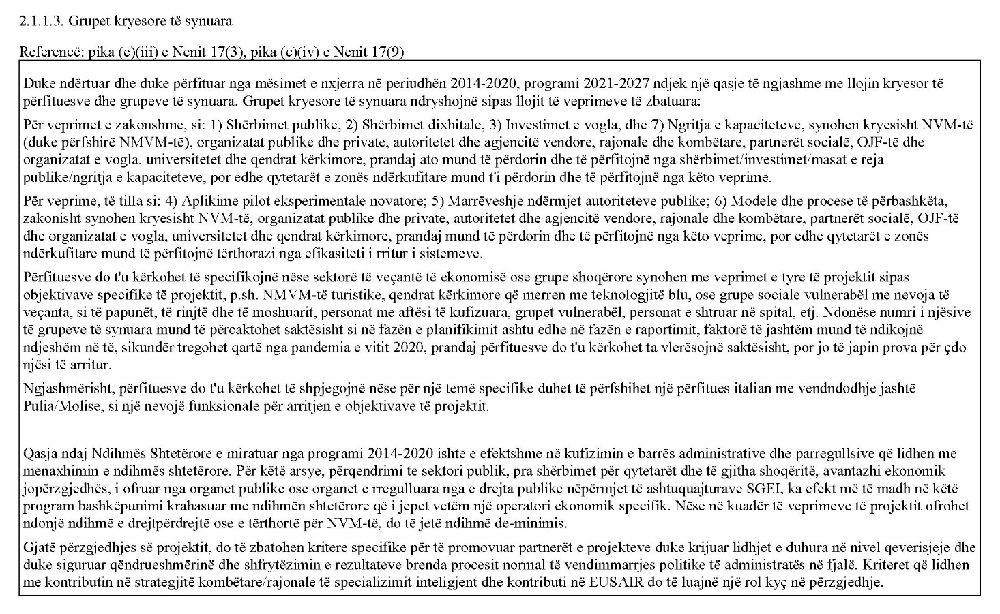 2.1.1.3. Grupet kryesore të synuara
Referencë: pika (e)(iii) e Nenit 17(3), pika (c)(iv) e Nenit 17(9)
Duke ndërtuar dhe duke përfituar nga mësimet e nxjerra në periudhën 2014-2020, programi 2021-2027 ndjek një qasje të ngjashme me llojin kryesor të
përfituesve dhe grupeve të synuara. Grupet kryesore të synuara ndryshojnë sipas llojit të veprimeve të zbatuara:
Për veprimet e zakonshme, si: 1) Shërbimet publike, 2) Shërbimet dixhitale, 3) Investimet e vogla, dhe 7) Ngritja e kapaciteteve, synohen kryesisht NVM-të
(duke përfshirë NMVM-të), organizatat publike dhe private, autoritetet dhe agjencitë vendore, rajonale dhe kombëtare, partnerët socialë, OJF-të dhe
organizatat e vogla, universitetet dhe qendrat kërkimore, prandaj ato mund të përdorin dhe të përfitojnë nga shërbimet/investimet/masat e reja
publike/ngritja e kapaciteteve, por edhe qytetarët e zonës ndërkufitare mund t'i përdorin dhe të përfitojnë nga këto veprime.
Për veprime, të tilla si: 4) Aplikime pilot eksperimentale novatore; 5) Marrëveshje ndërmjet autoriteteve publike; 6) Modele dhe procese të përbashkëta,
zakonisht synohen kryesisht NVM-të, organizatat publike dhe private, autoritetet dhe agjencitë vendore, rajonale dhe kombëtare, partnerët socialë, OJF-të
dhe organizatat e vogla, universitetet dhe qendrat kërkimore, prandaj mund të përdorin dhe të përfitojnë nga këto veprime, por edhe qytetarët e zonës
ndërkufitare mund të përfitojnë tërthorazi nga efikasiteti i rritur i sistemeve.
Përfituesve do t'u kërkohet të specifikojnë nëse sektorë të veçantë të ekonomisë ose grupe shoqërore synohen me veprimet e tyre të projektit sipas
objektivave specifike të projektit, p.sh. NMVM-të turistike, qendrat kërkimore që merren me teknologjitë blu, ose grupe sociale vulnerabël me nevoja të
veçanta, si të papunët, të rinjtë dhe të moshuarit, personat me aftësi të kufizuara, grupet vulnerabël, personat e shtruar në spital, etj. Ndonëse numri i njësive
të grupeve të synuara mund të përcaktohet saktësisht si në fazën e planifikimit ashtu edhe në fazën e raportimit, faktorë të jashtëm mund të ndikojnë
ndjeshëm në të, sikundër tregohet qartë nga pandemia e vitit 2020, prandaj përfituesve do t'u kërkohet ta vlerësojnë saktësisht, por jo të japin prova për çdo
njësi të arritur.
Ngjashmërisht, përfituesve do t'u kërkohet të shpjegojnë nëse për një temë specifike duhet të përfshihet një përfitues italian me vendndodhje jashtë
Pulia/Molise, si një nevojë funksionale për arritjen e objektivave të projektit.
Qasja ndaj Ndihmës Shtetërore e miratuar nga programi 2014-2020 ishte e efektshme në kufizimin e barrës administrative dhe parregullsive që lidhen me
menaxhimin e ndihmës shtetërore. Për këtë arsye, përqendrimi te sektori publik, pra shërbimet për qytetarët dhe të gjitha shoqëritë, avantazhi ekonomik
jopërzgjedhës, i ofruar nga organet publike ose organet e rregulluara nga e drejta publike nëpërmjet të ashtuquajturave SGEI, ka efekt më të madh në këtë
program bashkëpunimi krahasuar me ndihmën shtetërore që i jepet vetëm një operatori ekonomik specifik. Nëse në kuadër të veprimeve të projektit ofrohet
ndonjë ndihmë e drejtpërdrejtë ose e tërthortë për NVM-të, do të jetë ndihmë de-minimis.
Gjatë përzgjedhjes së projektit, do të zbatohen kritere specifike për të promovuar partnerët e projekteve duke krijuar lidhjet e duhura në nivel qeverisjeje dhe
duke siguruar qëndrueshmërinë dhe shfrytëzimin e rezultateve brenda procesit normal të vendimmarrjes politike të administratës në fjalë. Kriteret që lidhen
me kontributin në strategjitë kombëtare/rajonale të specializimit inteligjent dhe kontributi në EUSAIR do të luajnë një rol kyç në përzgjedhje.